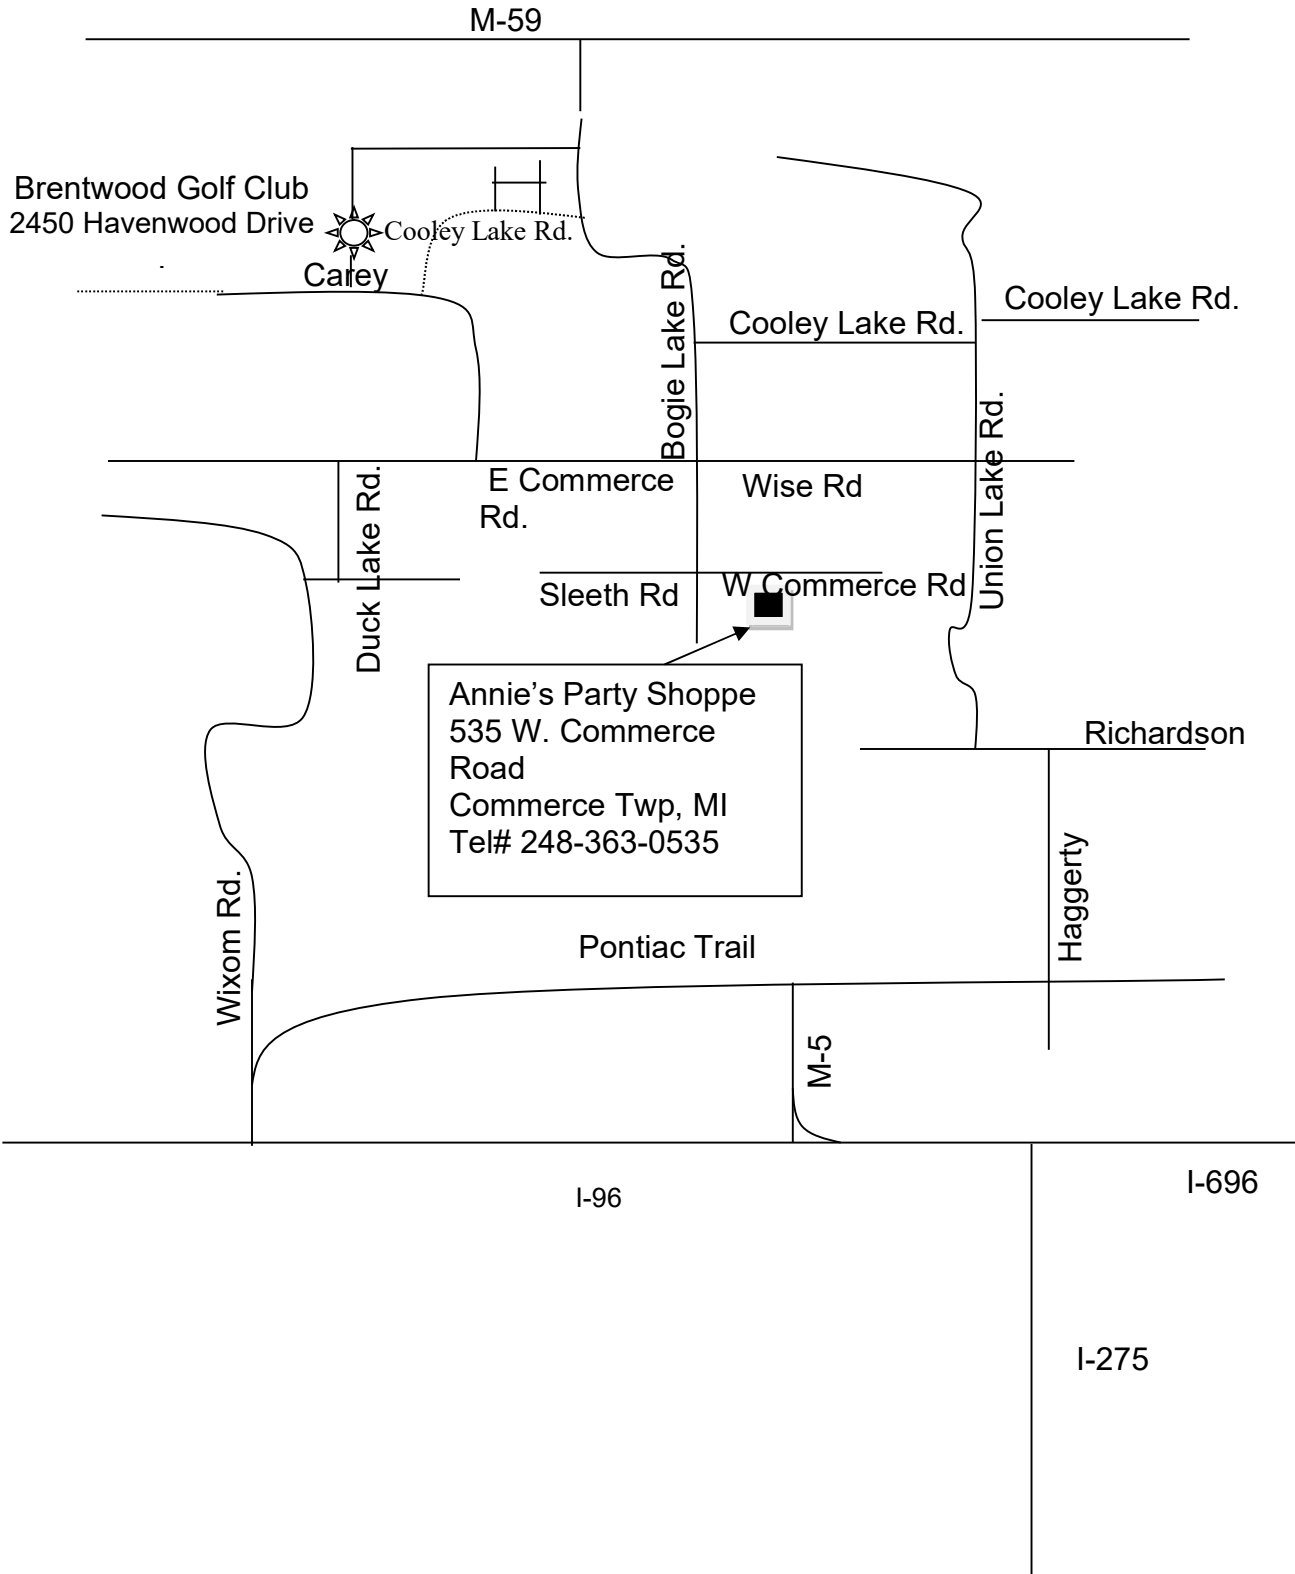 M-59
Brentwood Golf Club
2450 Havenwood Drive
Cooley Lake Rd.
Carey
Bogie Lake Rd.
Cooley Lake Rd.
Cooley Lake Rd.
Union Lake Rd.
Duck Lake Rd.
E Commerce
Rd.
Wise Rd
Sleeth Rd
W Commerce Rd
Annie’s Party Shoppe
535 W. Commerce
Road
Commerce Twp, MI
Tel# 248-363-0535
Richardson
Haggerty
Wixom Rd.
Pontiac Trail
M-5
I-96
I-696
I-275